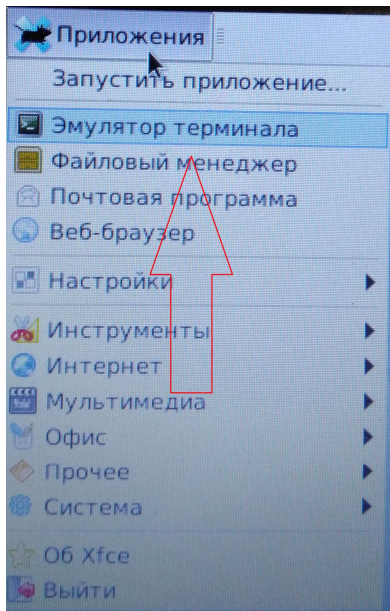 Приложения
Запустить приложение...
Эмулятор терминала
Файловый менеджер
Почтовая программа
Веб-браузер
Настройки
Инструменты
Интернет
Мультимедиа
Офис
Прочее
Система
Об Xfce
Выйти